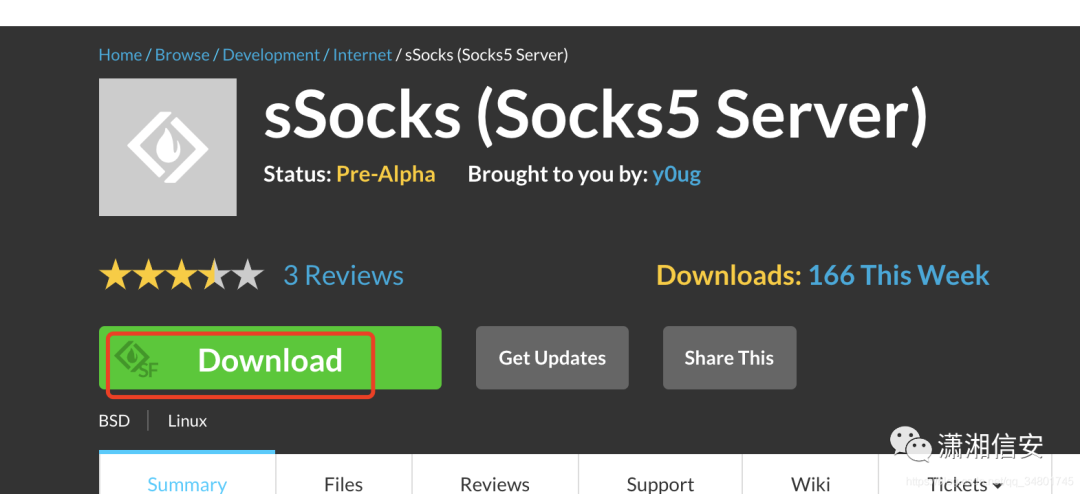 Home / Browse / Development / Internet / sSocks (Socks5 Server)
sSocks (Socks5 Server)
Status: Pre-Alpha Brought to you by: y0ug
3 Reviews
Downloads: 166 This Week
SF Download
Get Updates
Share This
BSD | Linux
潇湘信安
Summary Files Reviews Support Wiki Tickets